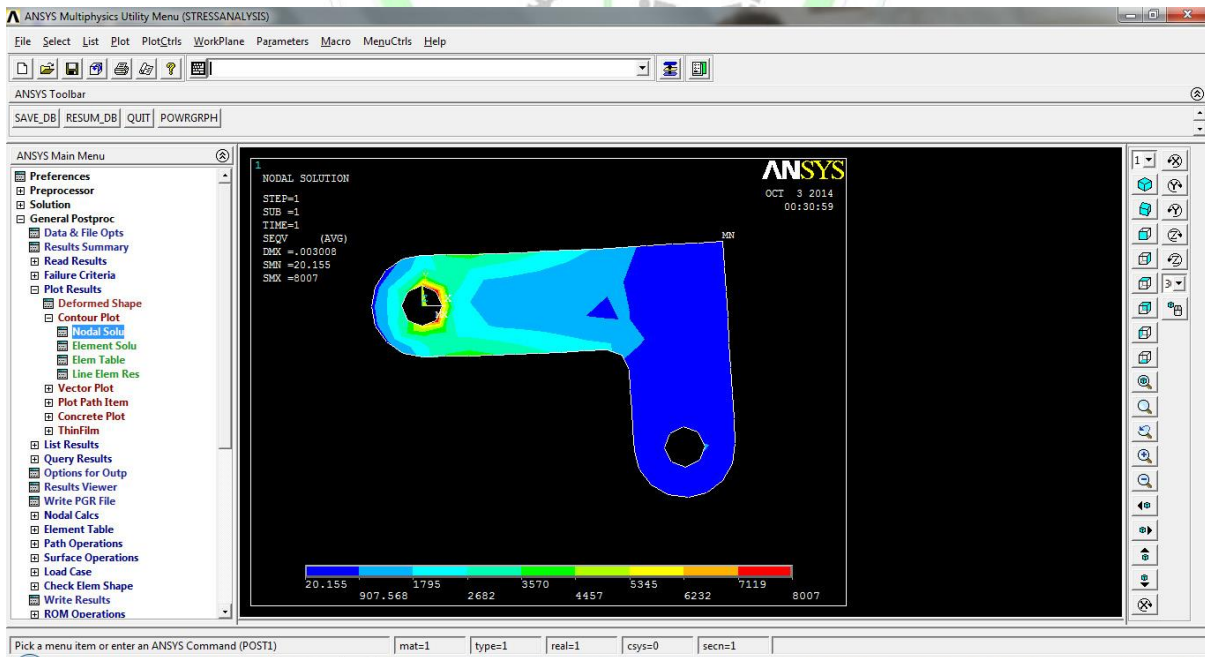 ANSYS Multiphysics Utility Menu (STRESSANALYSIS)
File Select List Plot PlotCtrls WorkPlane Parameters Macro MenuCtrls Help
ANSYS Toolbar
SAVE_DB RESUM_DB QUIT POWRGRPH
ANSYS Main Menu
Preferences
Preprocessor
Solution
General Postproc
Data & File Opts
Results Summary
Read Results
Failure Criteria
Plot Results
Deformed Shape
Contour Plot
Nodal Solu
Element Solu
Elem Table
Line Elem Res
Vector Plot
Plot Path Item
Concrete Plot
ThinFilm
List Results
Query Results
Options for Outp
Results Viewer
Write PGR File
Nodal Calcs
Element Table
Path Operations
Surface Operations
Load Case
Check Elem Shape
Write Results
ROM Operations
1
NODAL SOLUTION
STEP=1
SUB =1
TIME=1
SEQV (AVG)
DMX =.003008
SMN =20.155
SMX =8007
ANSYS
OCT 3 2014
00:30:59
MN
20.155 1795 3570 5345 7119
907.568 2682 4457 6232 8007
1
Pick a menu item or enter an ANSYS Command (POST1) mat=1 type=1 real=1 csys=0 secn=1